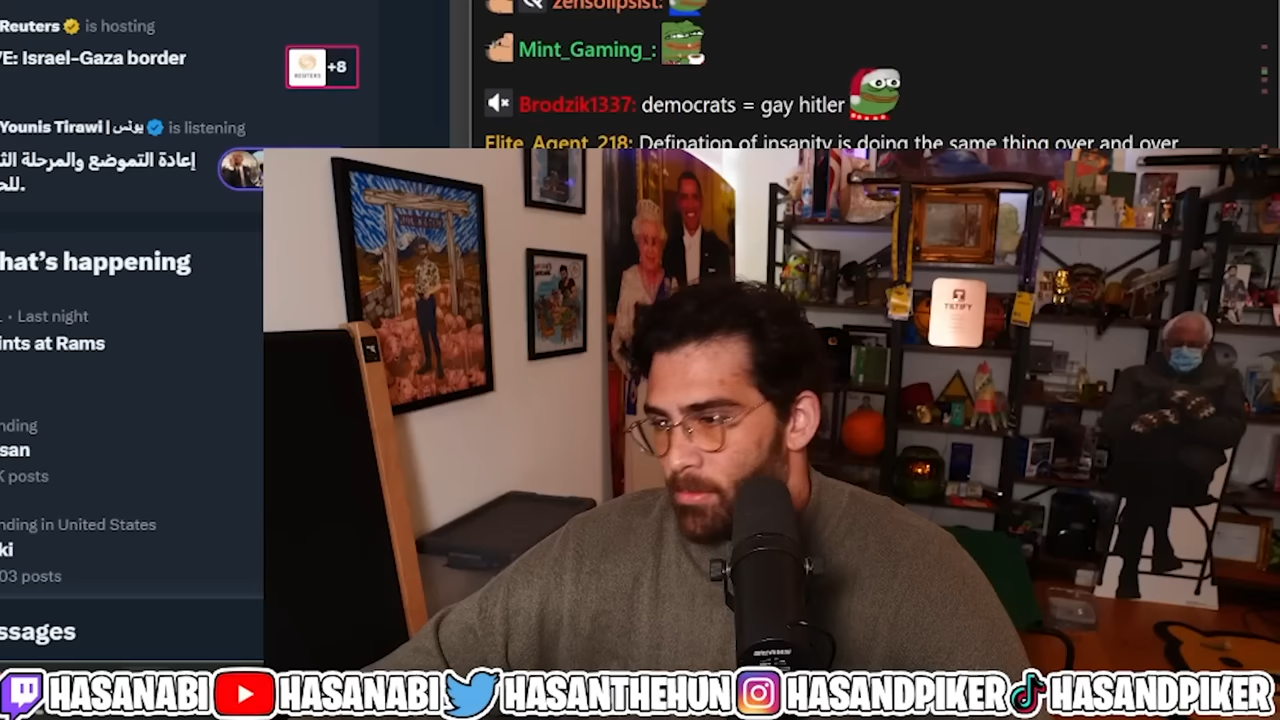 Reuters is hosting
E: Israel-Gaza border
REUTERS
+8
Younis Tirawi | يونس is listening
إعادة التموضع والمرحلة الث
للح.
hat's happening
· Last night
ints at Rams
nding
san
K posts
nding in United States
ki
03 posts
ssages
zensolipsist:
Mint_Gaming_:
Brodzik1337: democrats = gay hitler
Elite_Agent_218: Defination of insanity is doing the same thing over and over
TILTIFY
HASANABI HASANABI HASANTHEHUN HASANDPIKER HASANDPIKER